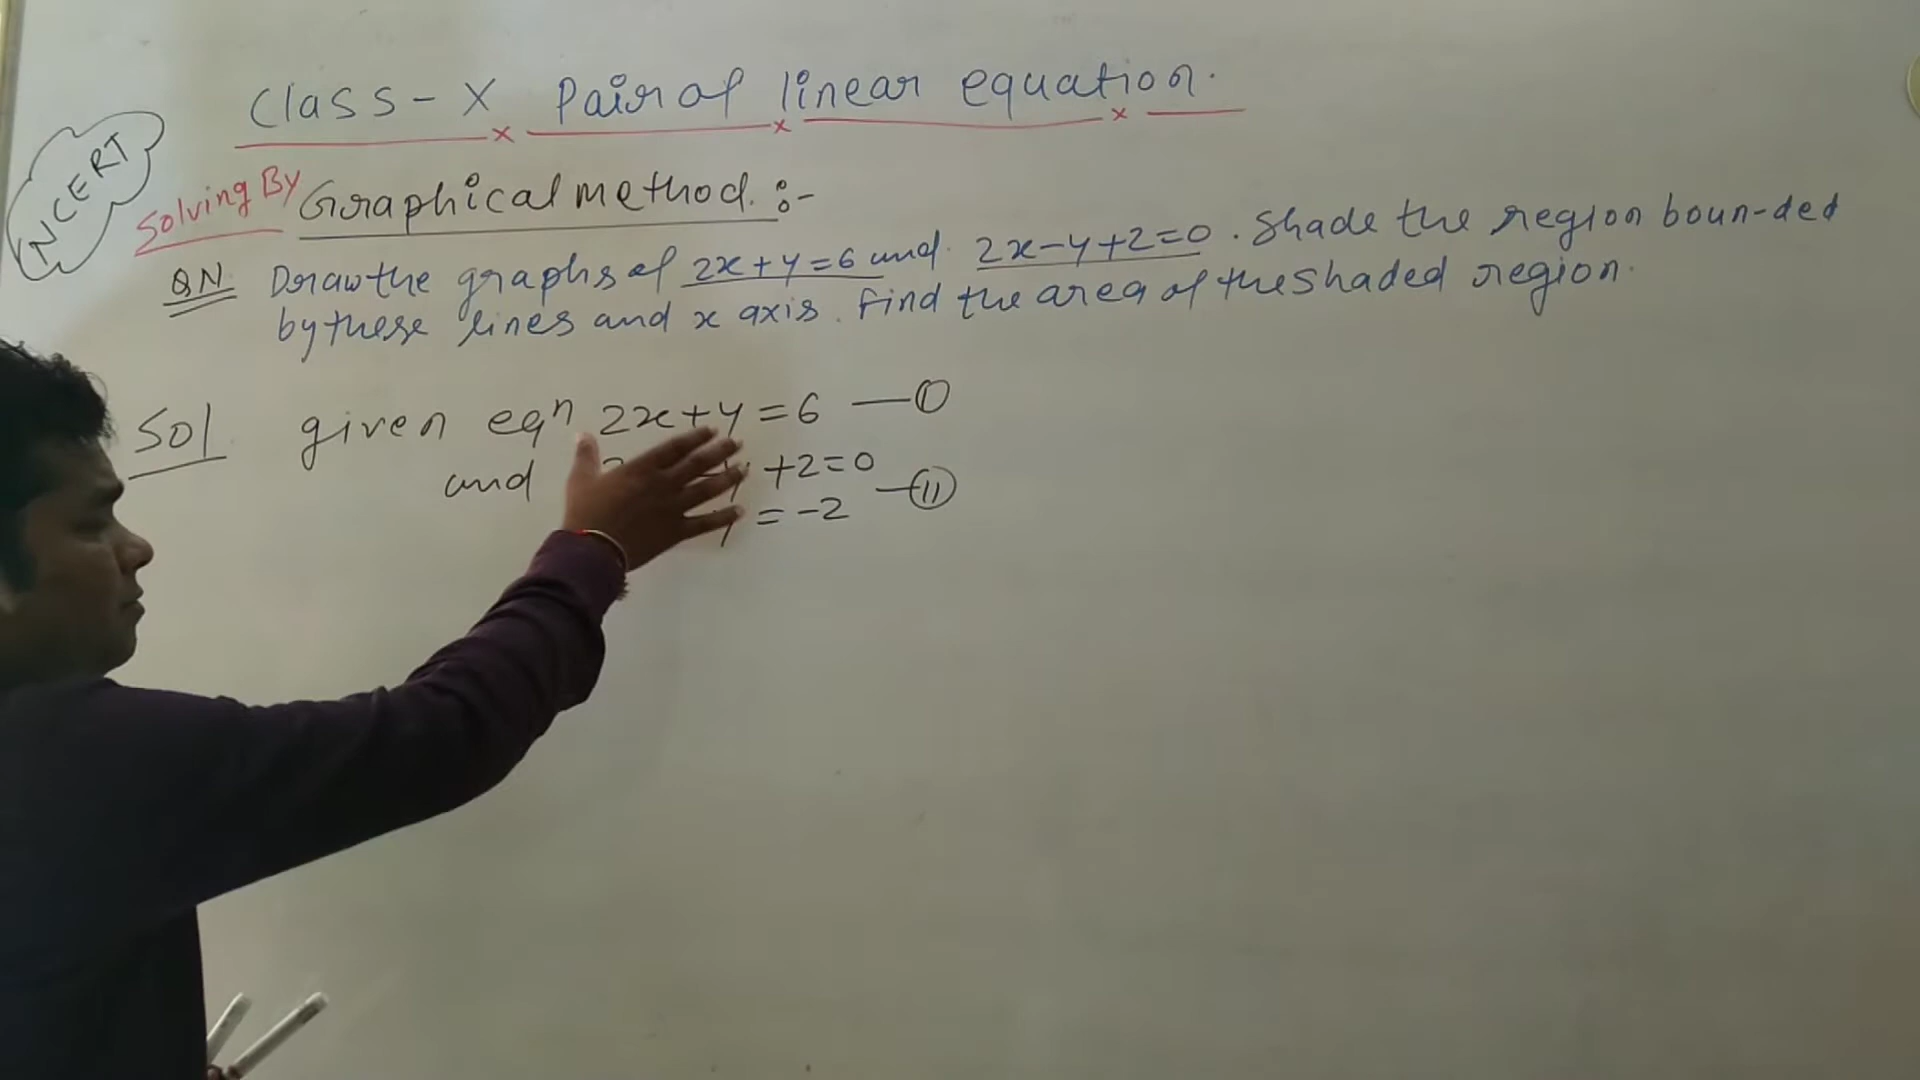 Class - X Pair of linear equation.
NCERT
Solving By Graphical method :-
QN Draw the graphs of 2x+y=6 and 2x-y+2=0. Shade the region boun-ded
by these lines and x axis. Find the area of the shaded region.
Sol given eqn 2x+y=6 —(I)
and +2=0
y = -2 —(II)